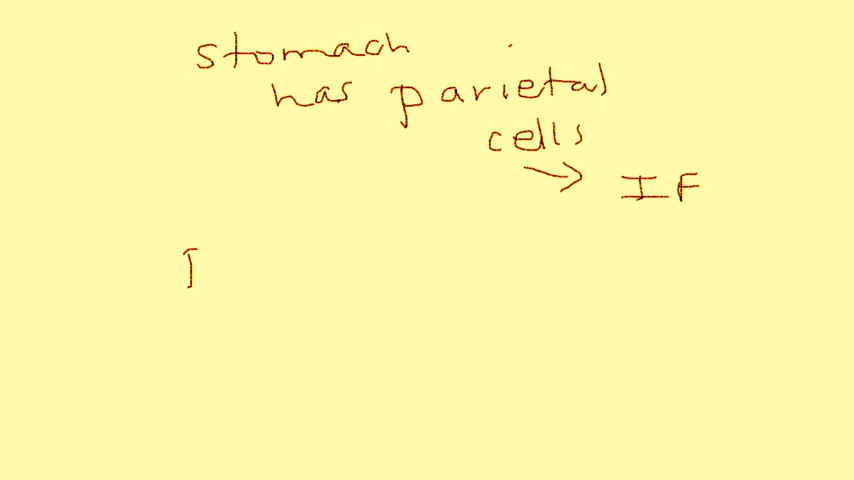 stomach
has parietal
cells
→ IF
I